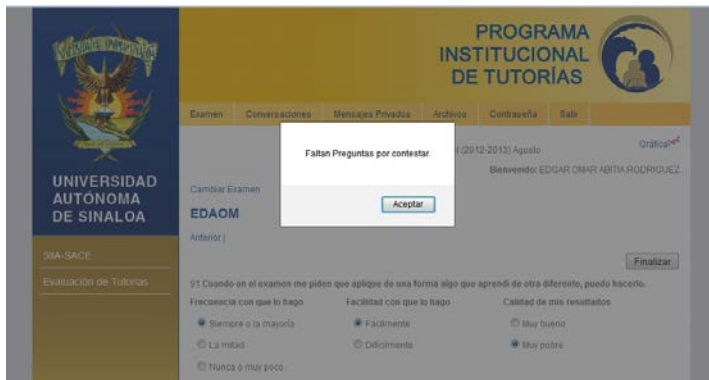 PROGRAMA
INSTITUCIONAL
DE TUTORÍAS
Examen Conversaciones Mensajes Privados Archivos Contraseña Salir
Faltan Preguntas por contestar.
Aceptar
(2012-2013) Agosto
Gráfica
Bienvenido: EDGAR OMAR ABITIA RODRIGUEZ
UNIVERSIDAD
AUTÓNOMA
DE SINALOA
Cambiar Examen
EDAOM
Anterior |
SIIA-SACE
Evaluación de Tutorías
Finalizar
91 Cuando en el examen me piden que aplique de una forma algo que aprendí de otra diferente, puedo hacerlo.
Frecuencia con que lo hago Facilidad con que lo hago Calidad de mis resultados
Siempre o la mayoría Fácilmente Muy bueno
La mitad Difícilmente Muy pobre
Nunca o muy poco